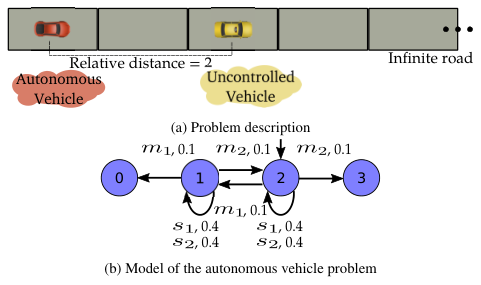 Relative distance = 2
Infinite road
Autonomous
Vehicle
Uncontrolled
Vehicle
(a) Problem description
m₁, 0.1
m₂, 0.1
m₂, 0.1
0
1
2
3
m₁, 0.1
s₁, 0.4
s₂, 0.4
s₁, 0.4
s₂, 0.4
(b) Model of the autonomous vehicle problem